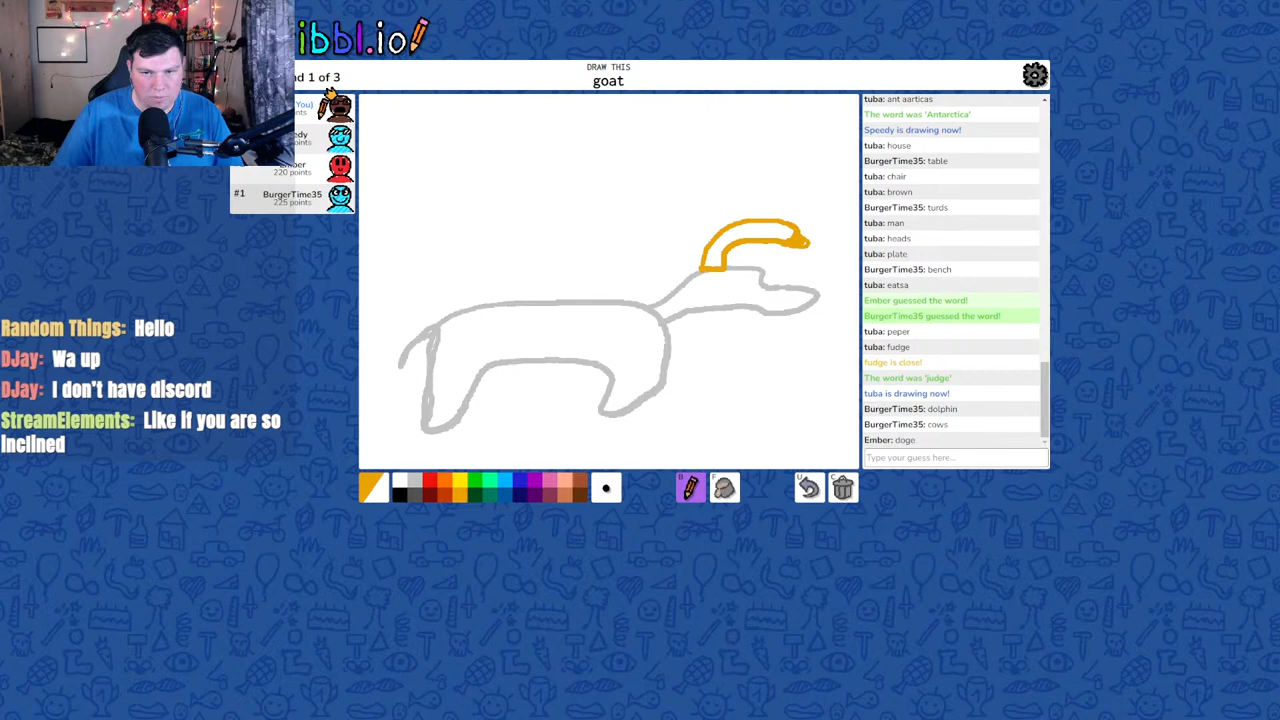 ibbl.io
nd 1 of 3
DRAW THIS
goat
(You)
oints
edy
oints
220 points
#1 BurgerTime35
225 points
tuba: ant aarticas
The word was 'Antarctica'
Speedy is drawing now!
tuba: house
BurgerTime35: table
tuba: chair
tuba: brown
BurgerTime35: turds
tuba: man
tuba: heads
tuba: plate
BurgerTime35: bench
tuba: eatsa
Ember guessed the word!
BurgerTime35 guessed the word!
tuba: peper
tuba: fudge
fudge is close!
The word was 'judge'
tuba is drawing now!
BurgerTime35: dolphin
BurgerTime35: cows
Ember: doge
Type your guess here...
Random Things: Hello
DJay: Wa up
DJay: I don't have discord
StreamElements: Like if you are so
inclined
B
F
U
C